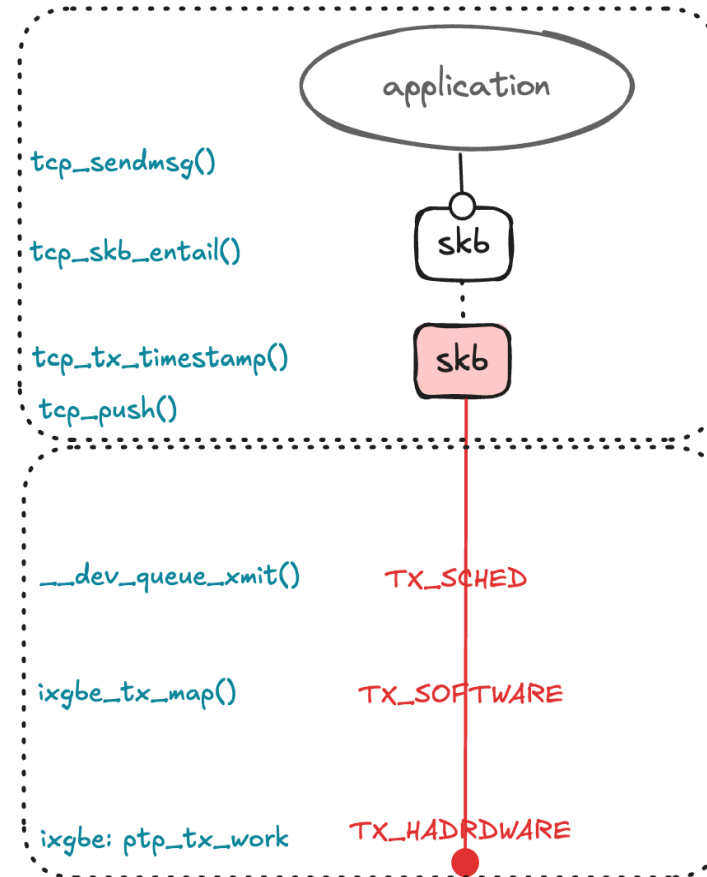 application
tcp_sendmsg()
tcp_skb_entail()
skb
tcp_tx_timestamp()
skb
tcp_push()
__dev_queue_xmit()
TX_SCHED
ixgbe_tx_map()
TX_SOFTWARE
ixgbe: ptp_tx_work
TX_HADRDWARE